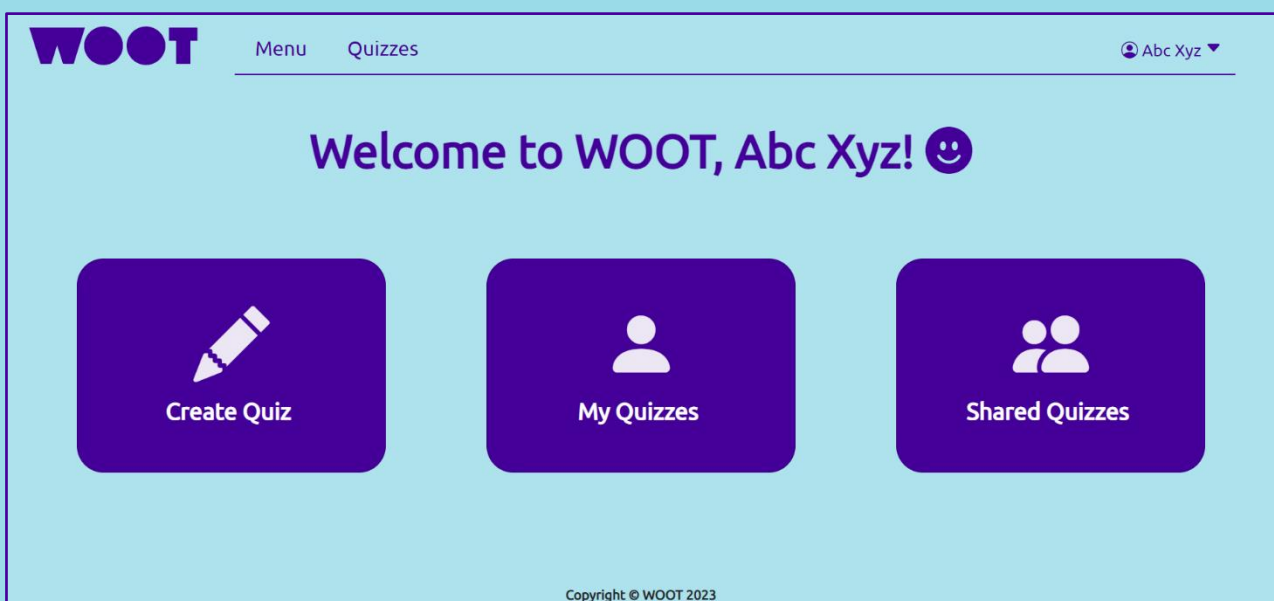 WOOT Menu Quizzes Abc Xyz
Welcome to WOOT, Abc Xyz!
Create Quiz
My Quizzes
Shared Quizzes
Copyright © WOOT 2023